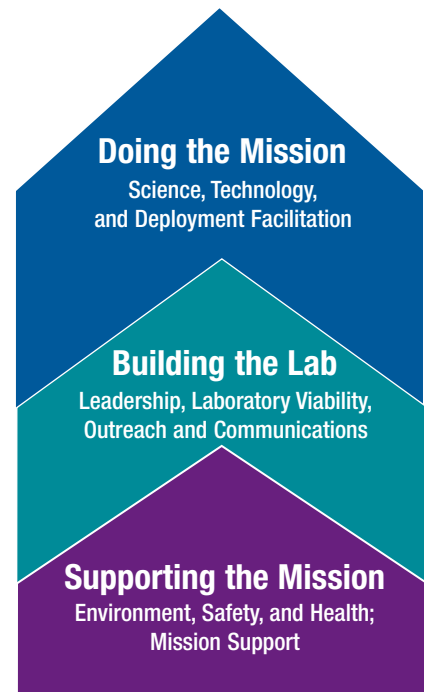 Doing the Mission
Science, Technology,
and Deployment Facilitation
Building the Lab
Leadership, Laboratory Viability,
Outreach and Communications
Supporting the Mission
Environment, Safety, and Health;
Mission Support